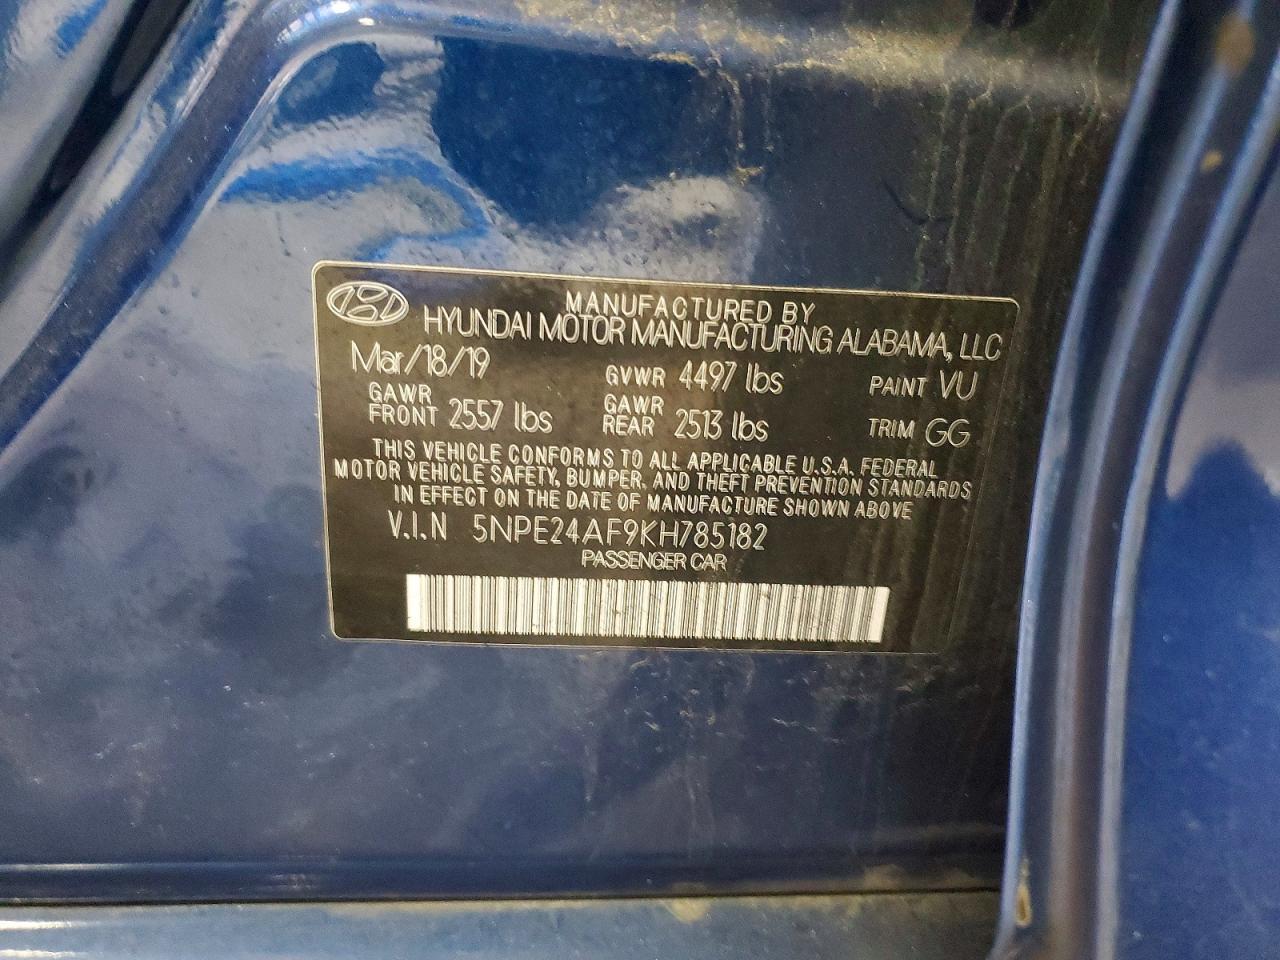 MANUFACTURED BY
HYUNDAI MOTOR MANUFACTURING ALABAMA, LLC
Mar/18/19 GVWR 4497 lbs PAINT VU
GAWR FRONT 2557 lbs GAWR REAR 2513 lbs TRIM GG
THIS VEHICLE CONFORMS TO ALL APPLICABLE U.S.A. FEDERAL
MOTOR VEHICLE SAFETY, BUMPER, AND THEFT PREVENTION STANDARDS
IN EFFECT ON THE DATE OF MANUFACTURE SHOWN ABOVE
V.I.N 5NPE24AF9KH785182
PASSENGER CAR